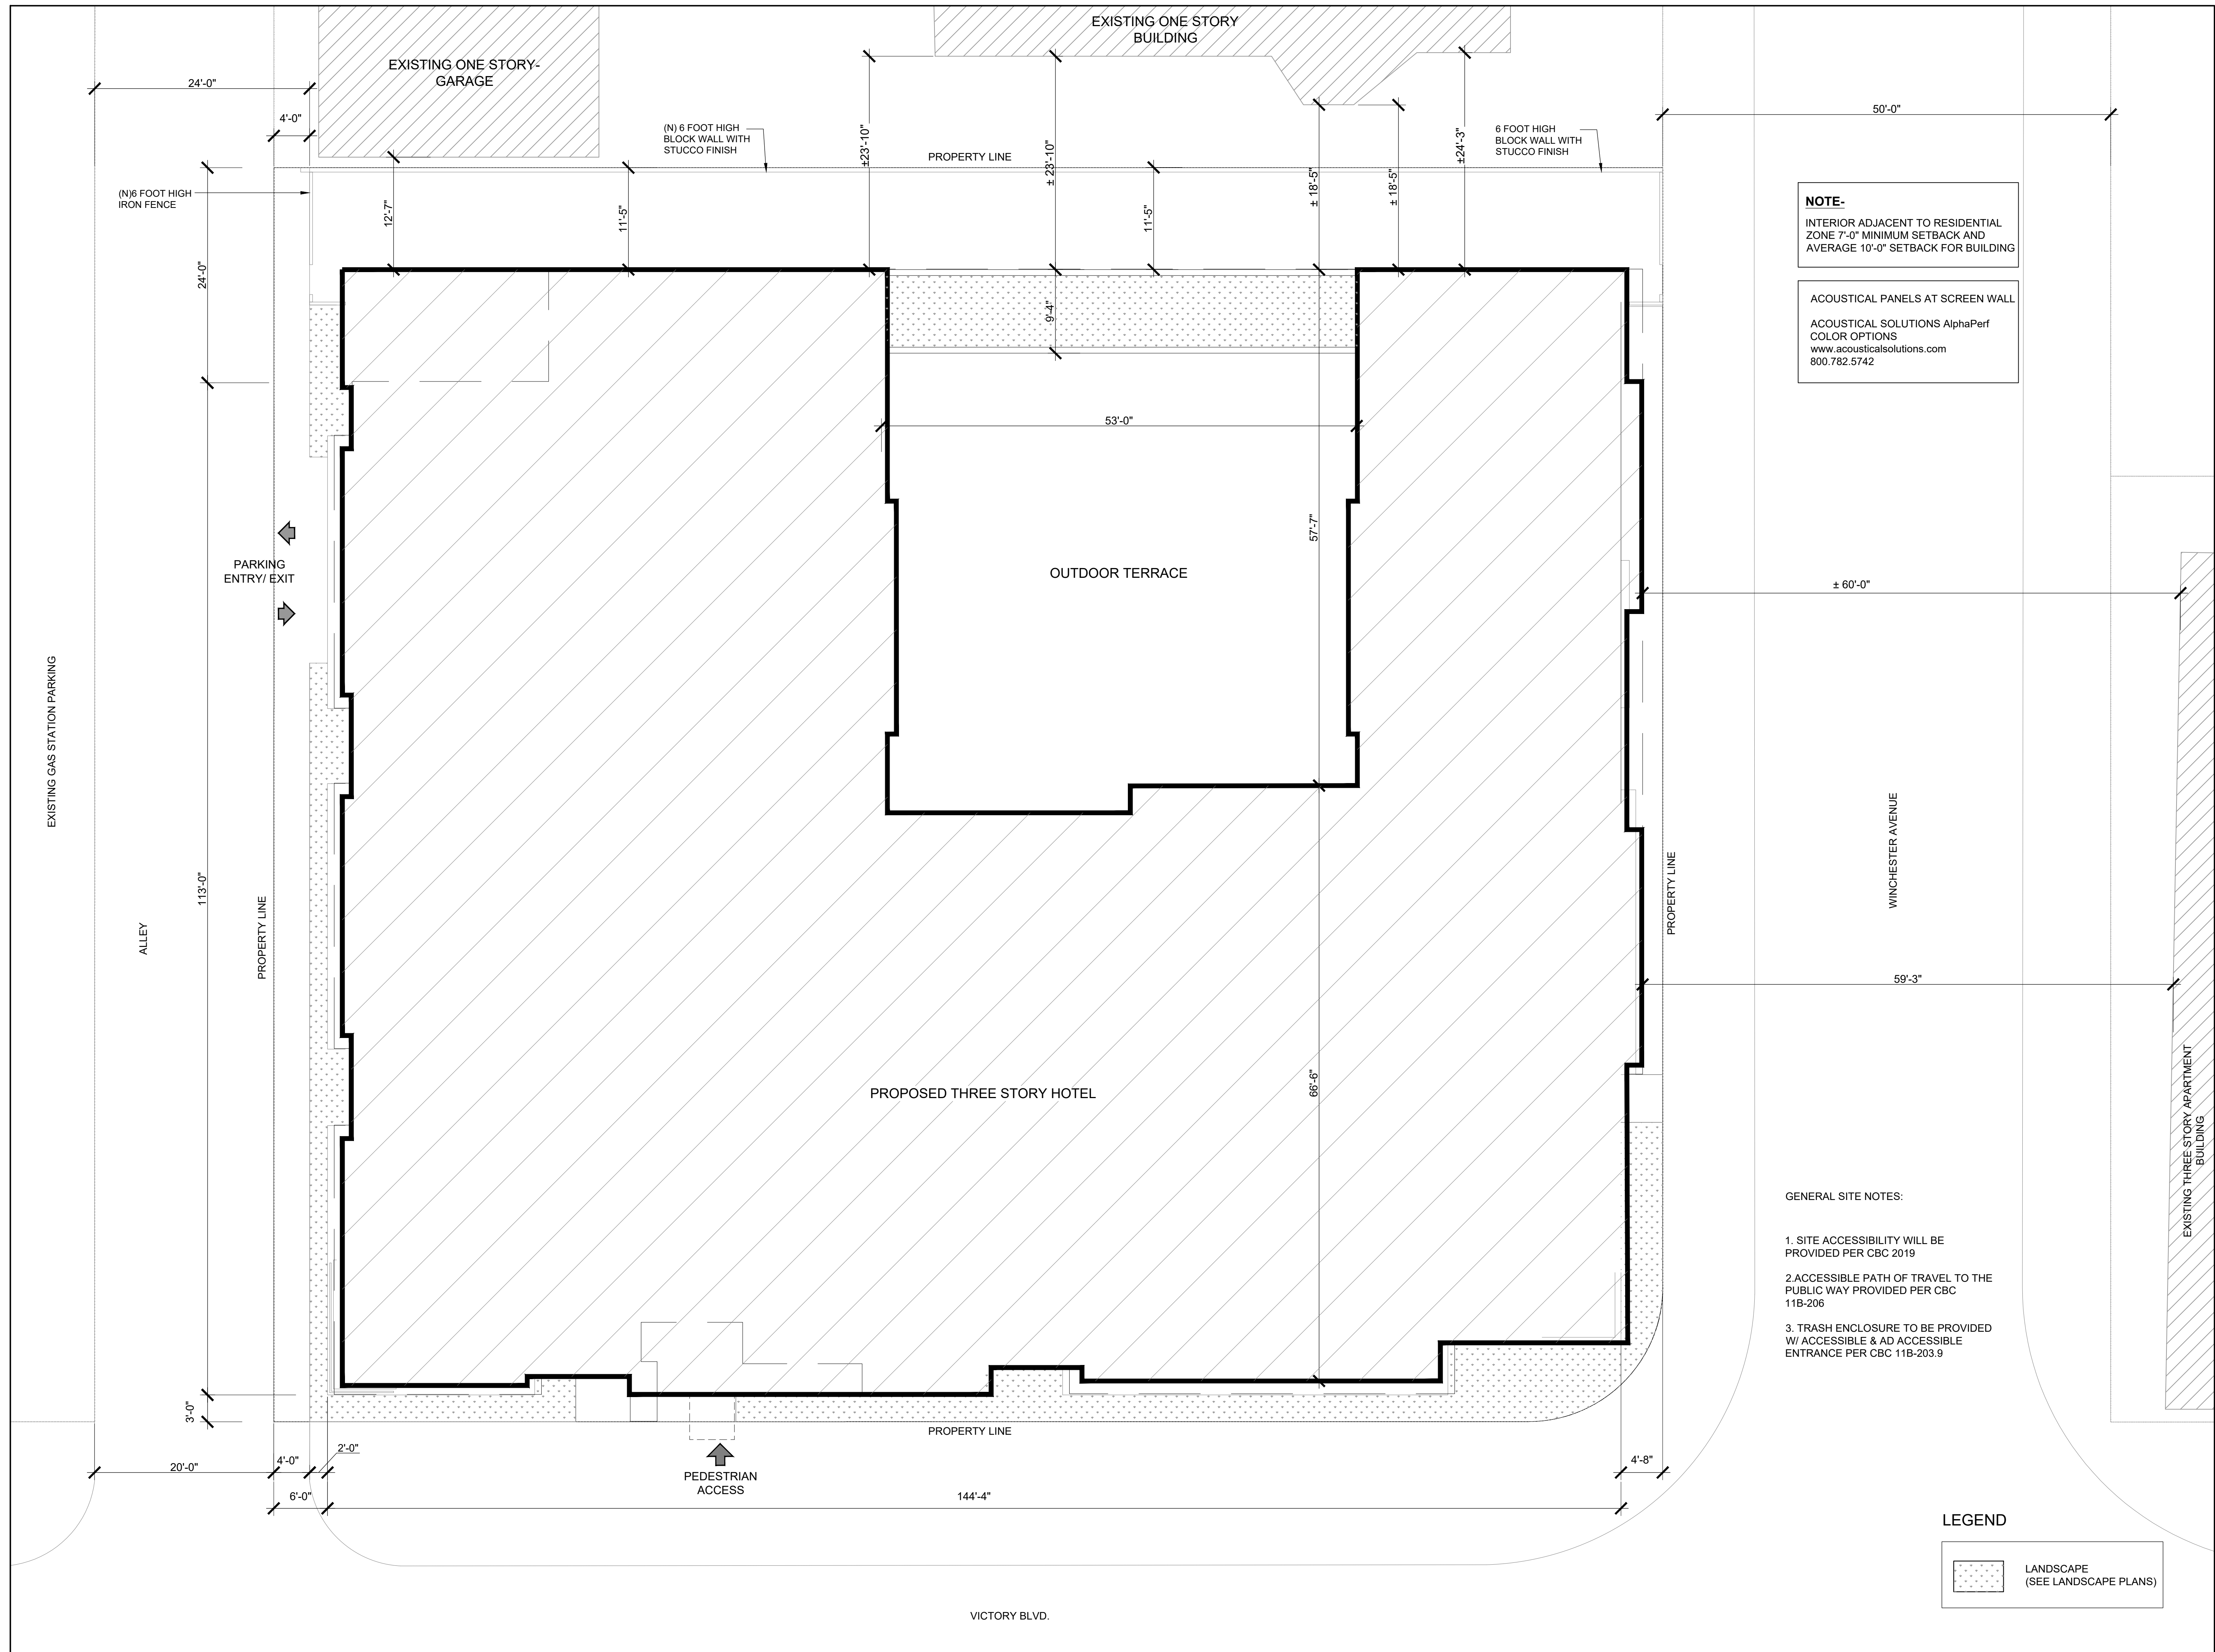 EXISTING ONE STORY
BUILDING
EXISTING ONE STORY-
GARAGE
24'-0"
4'-0"
50'-0"
(N) 6 FOOT HIGH
BLOCK WALL WITH
STUCCO FINISH
±23'-10"
± 23'-10"
PROPERTY LINE
6 FOOT HIGH
BLOCK WALL WITH
STUCCO FINISH
±24'-3"
± 18'-5"
± 18'-5"
(N)6 FOOT HIGH
IRON FENCE
12'-7"
11'-5"
11'-5"
24'-0"
9'-4"
NOTE-
INTERIOR ADJACENT TO RESIDENTIAL
ZONE 7'-0" MINIMUM SETBACK AND
AVERAGE 10'-0" SETBACK FOR BUILDING
ACOUSTICAL PANELS AT SCREEN WALL
ACOUSTICAL SOLUTIONS AlphaPerf
COLOR OPTIONS
www.acousticalsolutions.com
800.782.5742
53'-0"
57'-7"
PARKING
ENTRY/ EXIT
OUTDOOR TERRACE
± 60'-0"
EXISTING GAS STATION PARKING
ALLEY
113'-0"
PROPERTY LINE
PROPERTY LINE
WINCHESTER AVENUE
59'-3"
PROPOSED THREE STORY HOTEL
66'-6"
EXISTING THREE STORY APARTMENT
BUILDING
GENERAL SITE NOTES:
1. SITE ACCESSIBILITY WILL BE
PROVIDED PER CBC 2019
2.ACCESSIBLE PATH OF TRAVEL TO THE
PUBLIC WAY PROVIDED PER CBC
11B-206
3. TRASH ENCLOSURE TO BE PROVIDED
W/ ACCESSIBLE & AD ACCESSIBLE
ENTRANCE PER CBC 11B-203.9
3'-0"
PROPERTY LINE
20'-0"
4'-0"
2'-0"
6'-0"
PEDESTRIAN
ACCESS
144'-4"
4'-8"
LEGEND
LANDSCAPE
(SEE LANDSCAPE PLANS)
VICTORY BLVD.